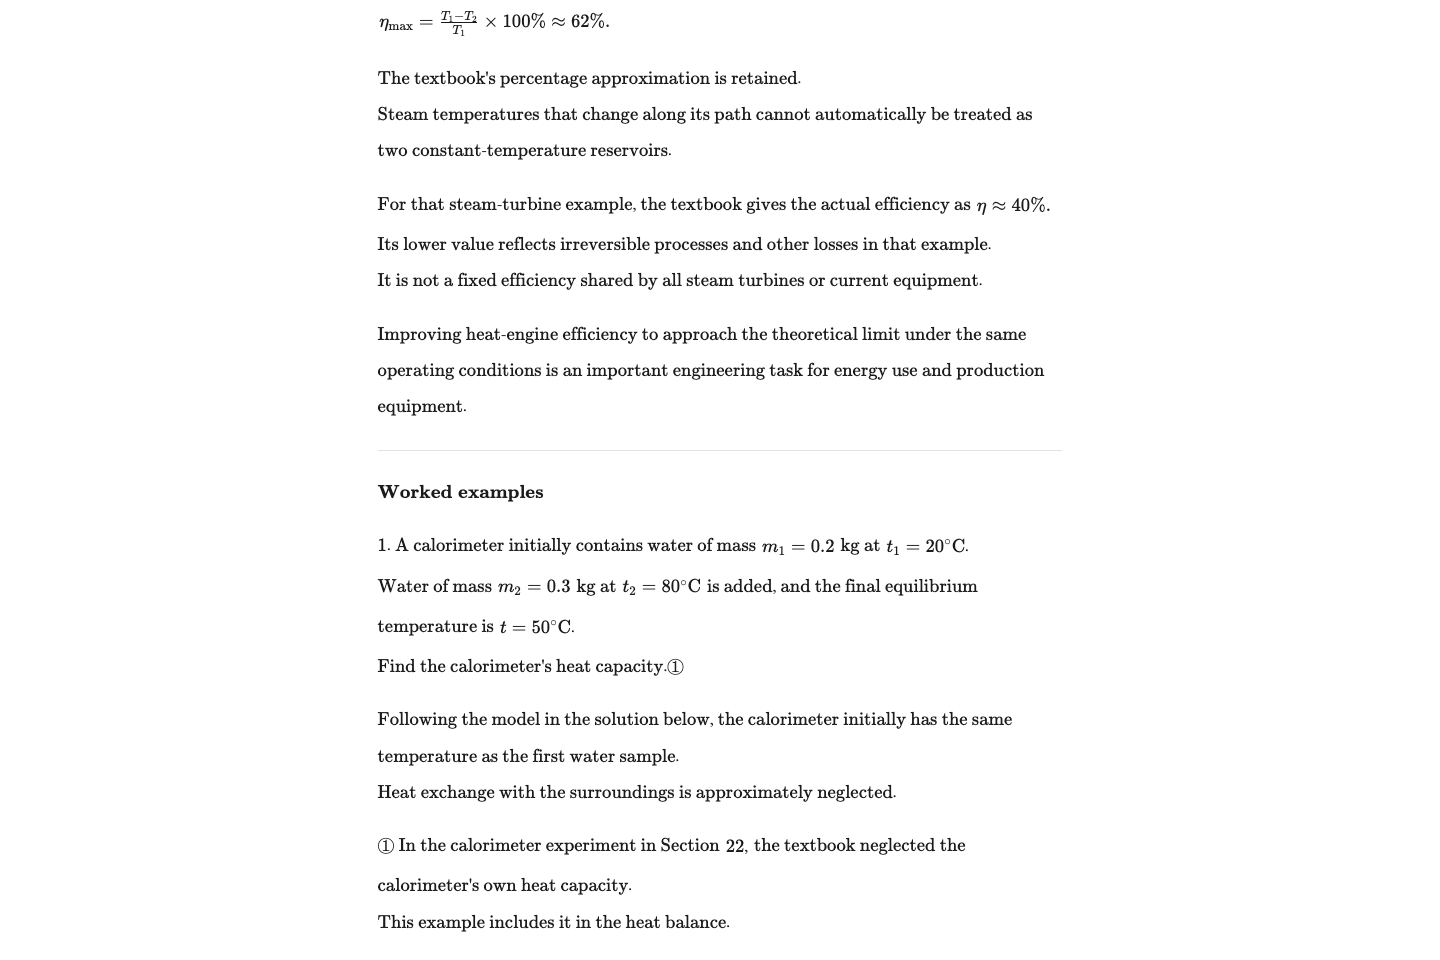 η_max = (T₁−T₂)/T₁ × 100% ≈ 62%.
The textbook's percentage approximation is retained.
Steam temperatures that change along its path cannot automatically be treated as
two constant-temperature reservoirs.
For that steam-turbine example, the textbook gives the actual efficiency as η ≈ 40%.
Its lower value reflects irreversible processes and other losses in that example.
It is not a fixed efficiency shared by all steam turbines or current equipment.
Improving heat-engine efficiency to approach the theoretical limit under the same
operating conditions is an important engineering task for energy use and production
equipment.
Worked examples
1. A calorimeter initially contains water of mass m₁ = 0.2 kg at t₁ = 20°C.
Water of mass m₂ = 0.3 kg at t₂ = 80°C is added, and the final equilibrium
temperature is t = 50°C.
Find the calorimeter's heat capacity.①
Following the model in the solution below, the calorimeter initially has the same
temperature as the first water sample.
Heat exchange with the surroundings is approximately neglected.
① In the calorimeter experiment in Section 22, the textbook neglected the
calorimeter's own heat capacity.
This example includes it in the heat balance.